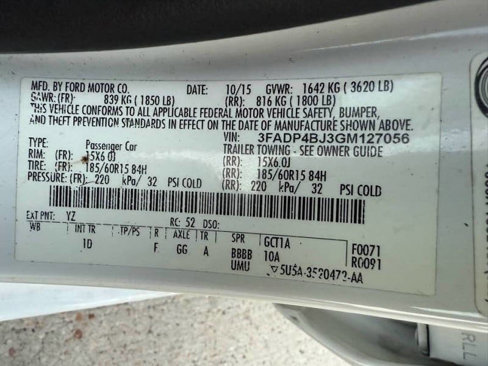 MFD. BY FORD MOTOR CO. DATE: 10/15 GVWR: 1642 KG ( 3620 LB)
GAWR: (FR): 839 KG ( 1850 LB) (RR): 816 KG ( 1800 LB)
THIS VEHICLE CONFORMS TO ALL APPLICABLE FEDERAL MOTOR VEHICLE SAFETY, BUMPER,
AND THEFT PREVENTION STANDARDS IN EFFECT ON THE DATE OF MANUFACTURE SHOWN ABOVE.
VIN: 3FADP4BJ3GM127056
TYPE: Passenger Car TRAILER TOWING - SEE OWNER GUIDE
RIM: (FR): 15X6.0J (RR): 15X6.0J
TIRE: (FR): 185/60R15 84H (RR): 185/60R15 84H
PRESSURE: (FR): 220 kPa/ 32 PSI COLD (RR): 220 kPa/ 32 PSI COLD
EXT PNT: YZ RC: 52 DSO:
WB INT TR TP/PS R AXLE TR SPR GCT1A F0071
1D F GG A BBBB 10A R0091
UMU 5U5A-3520472-AA